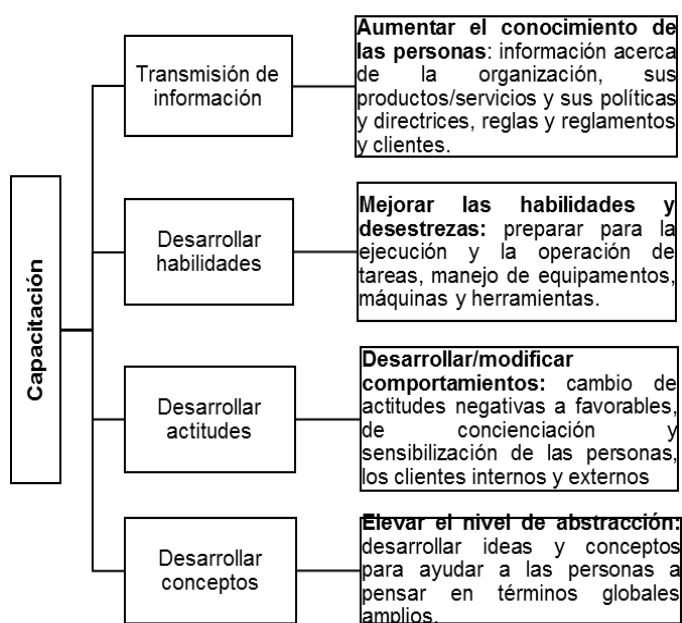 Capacitación
Transmisión de
información
Aumentar el conocimiento de
las personas: información acerca
de la organización, sus
productos/servicios y sus políticas
y directrices, reglas y reglamentos
y clientes.
Desarrollar
habilidades
Mejorar las habilidades y
desestrezas: preparar para la
ejecución y la operación de
tareas, manejo de equipamentos,
máquinas y herramientas.
Desarrollar
actitudes
Desarrollar/modificar
comportamientos: cambio de
actitudes negativas a favorables,
de concienciación y
sensibilización de las personas,
los clientes internos y externos
Desarrollar
conceptos
Elevar el nivel de abstracción:
desarrollar ideas y conceptos
para ayudar a las personas a
pensar en términos globales
amplios.